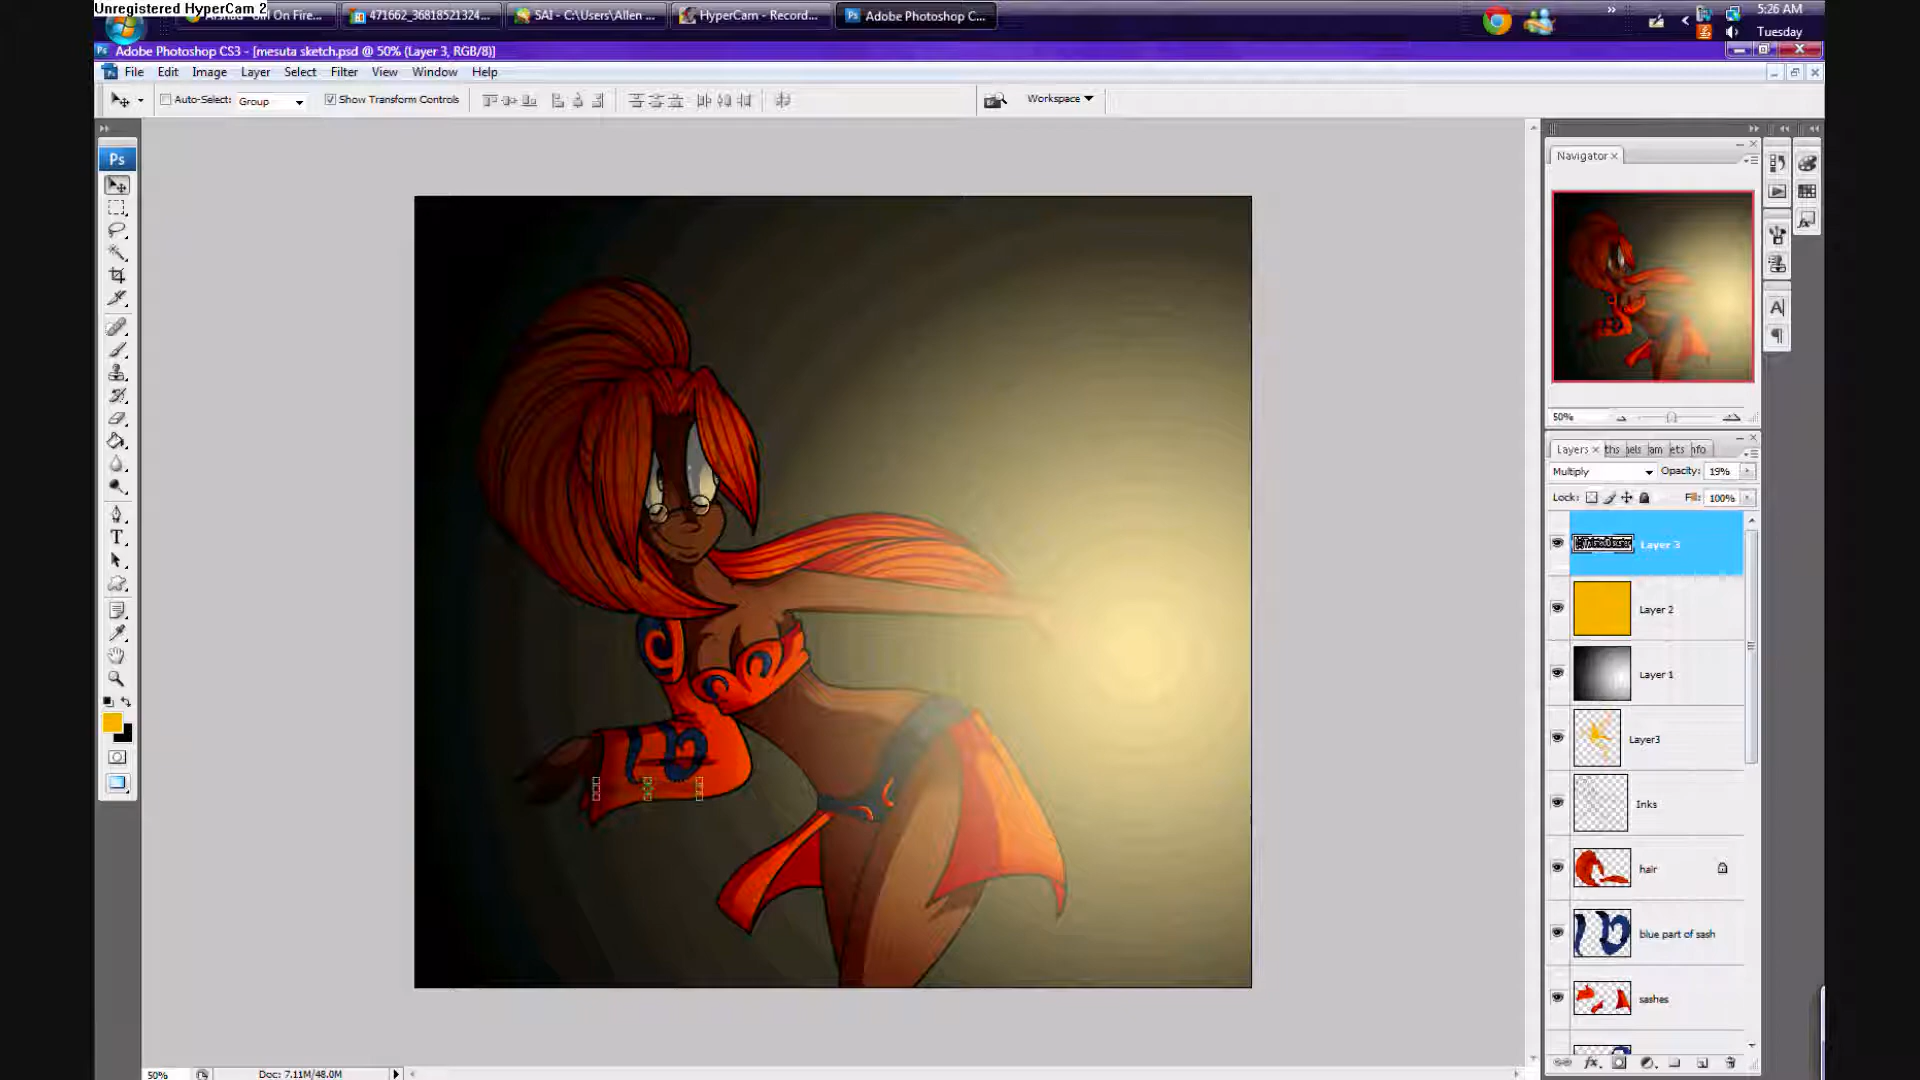 Unregistered HyperCam 2
471662_36818521324...
SAI - C:\Users\Allen ...
HyperCam - Record...
Adobe Photoshop C...
5:26 AM
Tuesday
Adobe Photoshop CS3 - [mesuta sketch.psd @ 50% (Layer 3, RGB/8)]
File Edit Image Layer Select Filter View Window Help
Auto-Select: Group
Show Transform Controls
Workspace
Ps
Navigator
50%
Layers
Multiply
Opacity: 19%
Lock:
Fill: 100%
Layer 3
Layer 2
Layer 1
Layer3
Inks
hair
blue part of sash
sashes
50%
Doc: 7.11M/48.0M